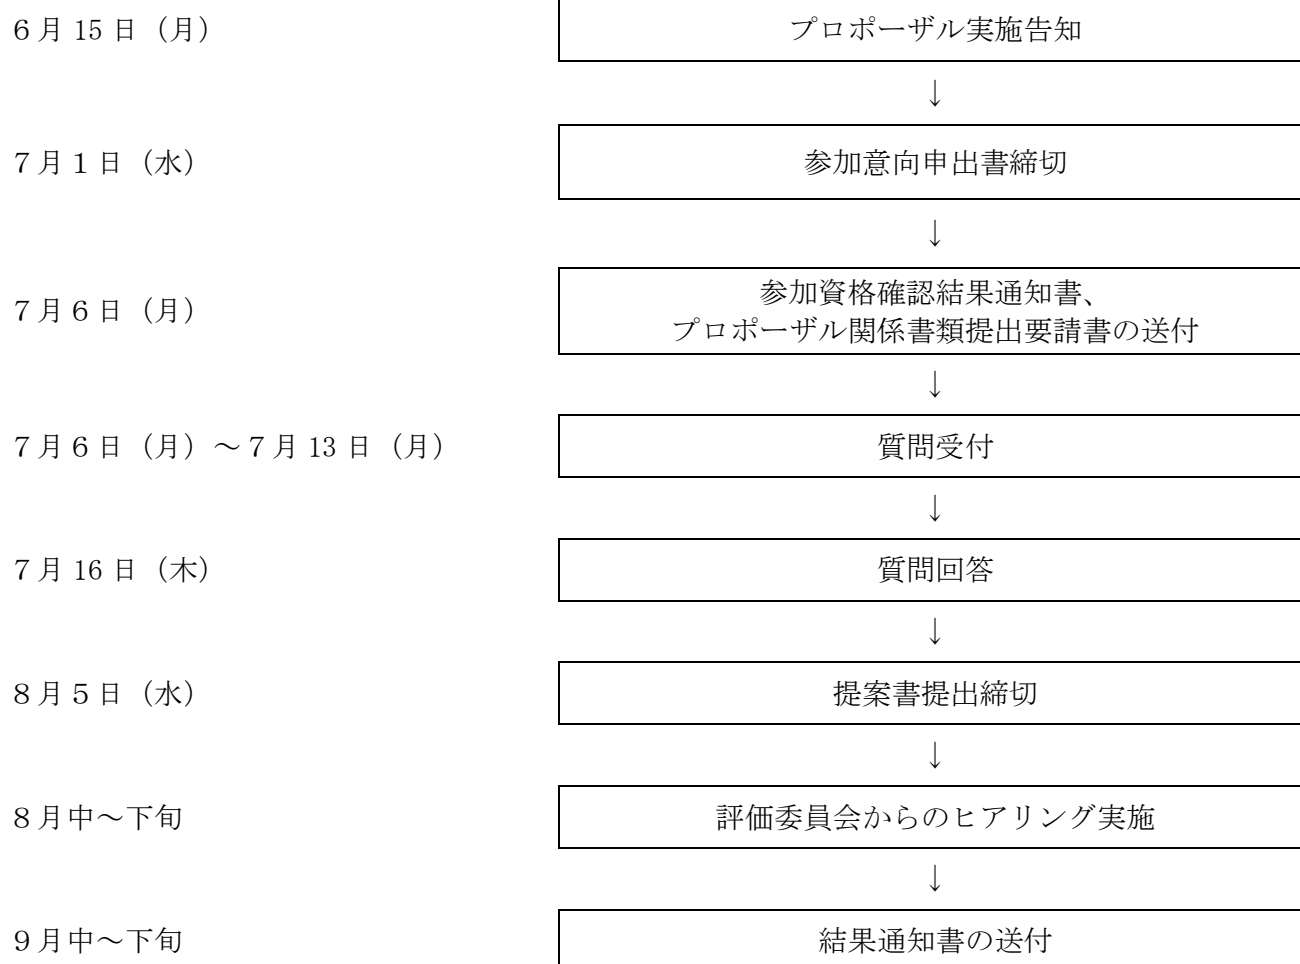 ６月 15 日（月）
プロポーザル実施告知
↓
７月１日（水）
参加意向申出書締切
↓
７月６日（月）
参加資格確認結果通知書、
プロポーザル関係書類提出要請書の送付
↓
７月６日（月）～７月 13 日（月）
質問受付
↓
７月 16 日（木）
質問回答
↓
８月５日（水）
提案書提出締切
↓
８月中～下旬
評価委員会からのヒアリング実施
↓
９月中～下旬
結果通知書の送付